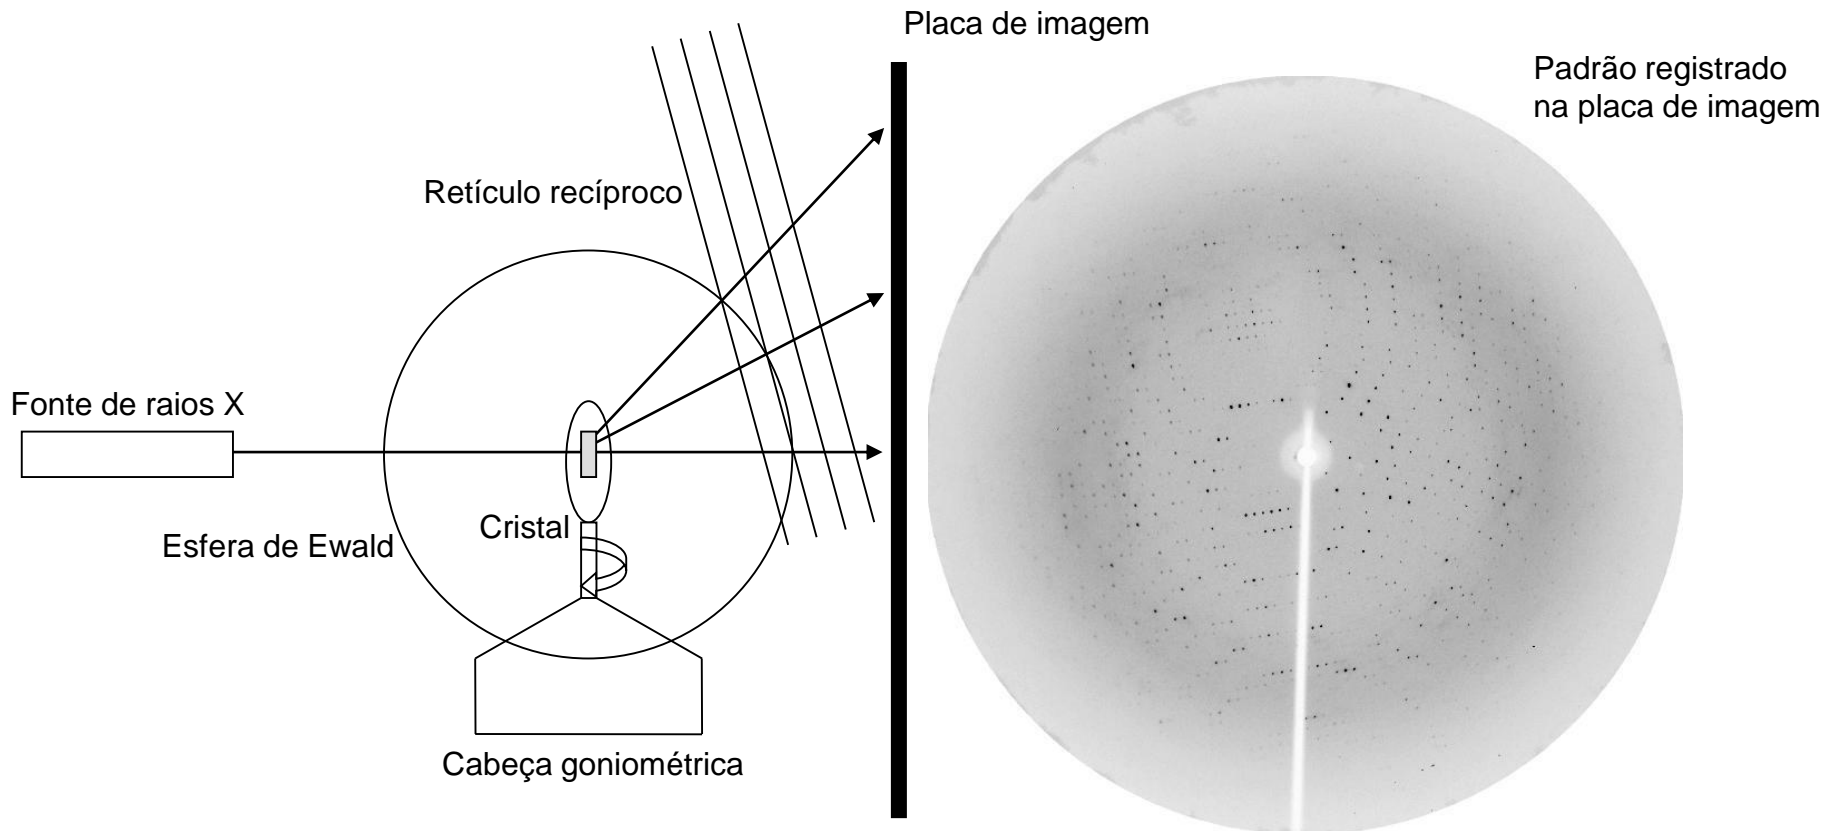 Placa de imagem
Padrão registrado
na placa de imagem
Retículo recíproco
Fonte de raios X
Cristal
Esfera de Ewald
Cabeça goniométrica